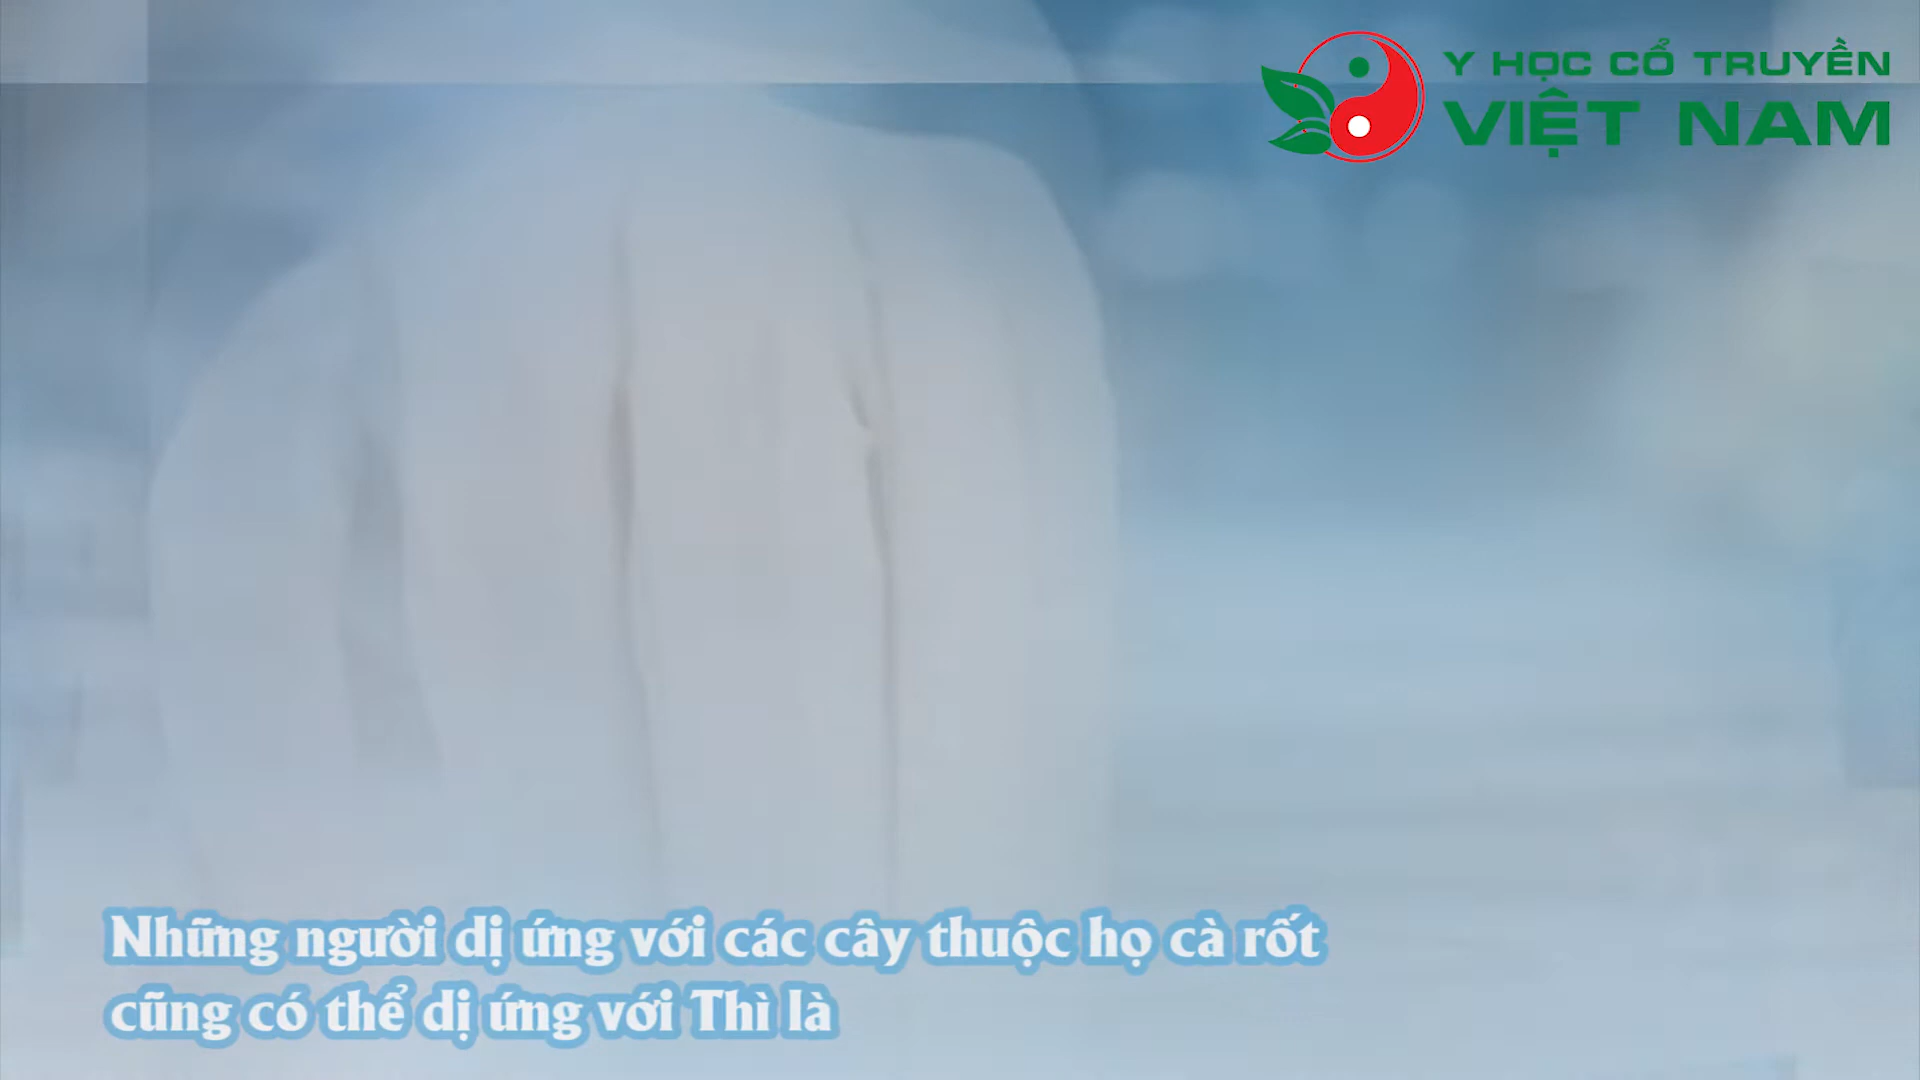 Y HỌC CỔ TRUYỀN
VIỆT NAM
Những người dị ứng với các cây thuộc họ cà rốt
cũng có thể dị ứng với Thì là